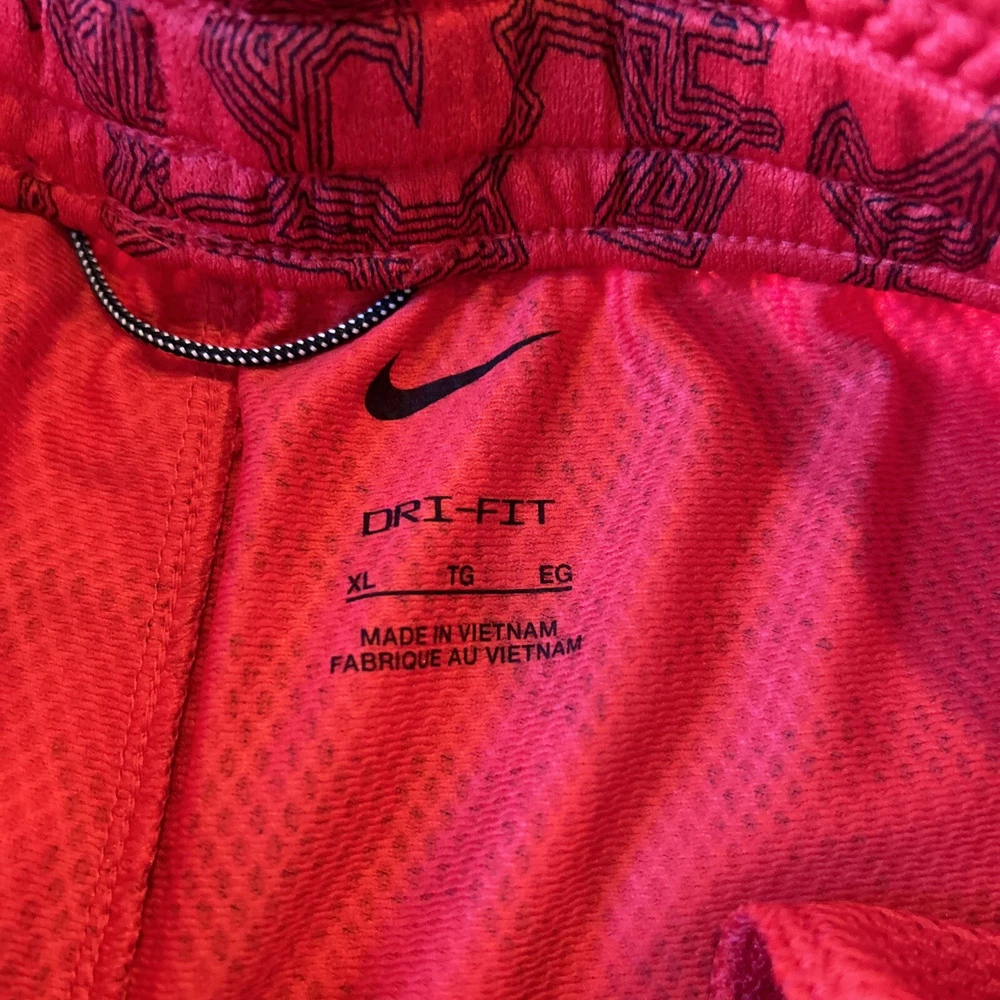 DRI-FIT
XL TG EG
MADE IN VIETNAM
FABRIQUE AU VIETNAM